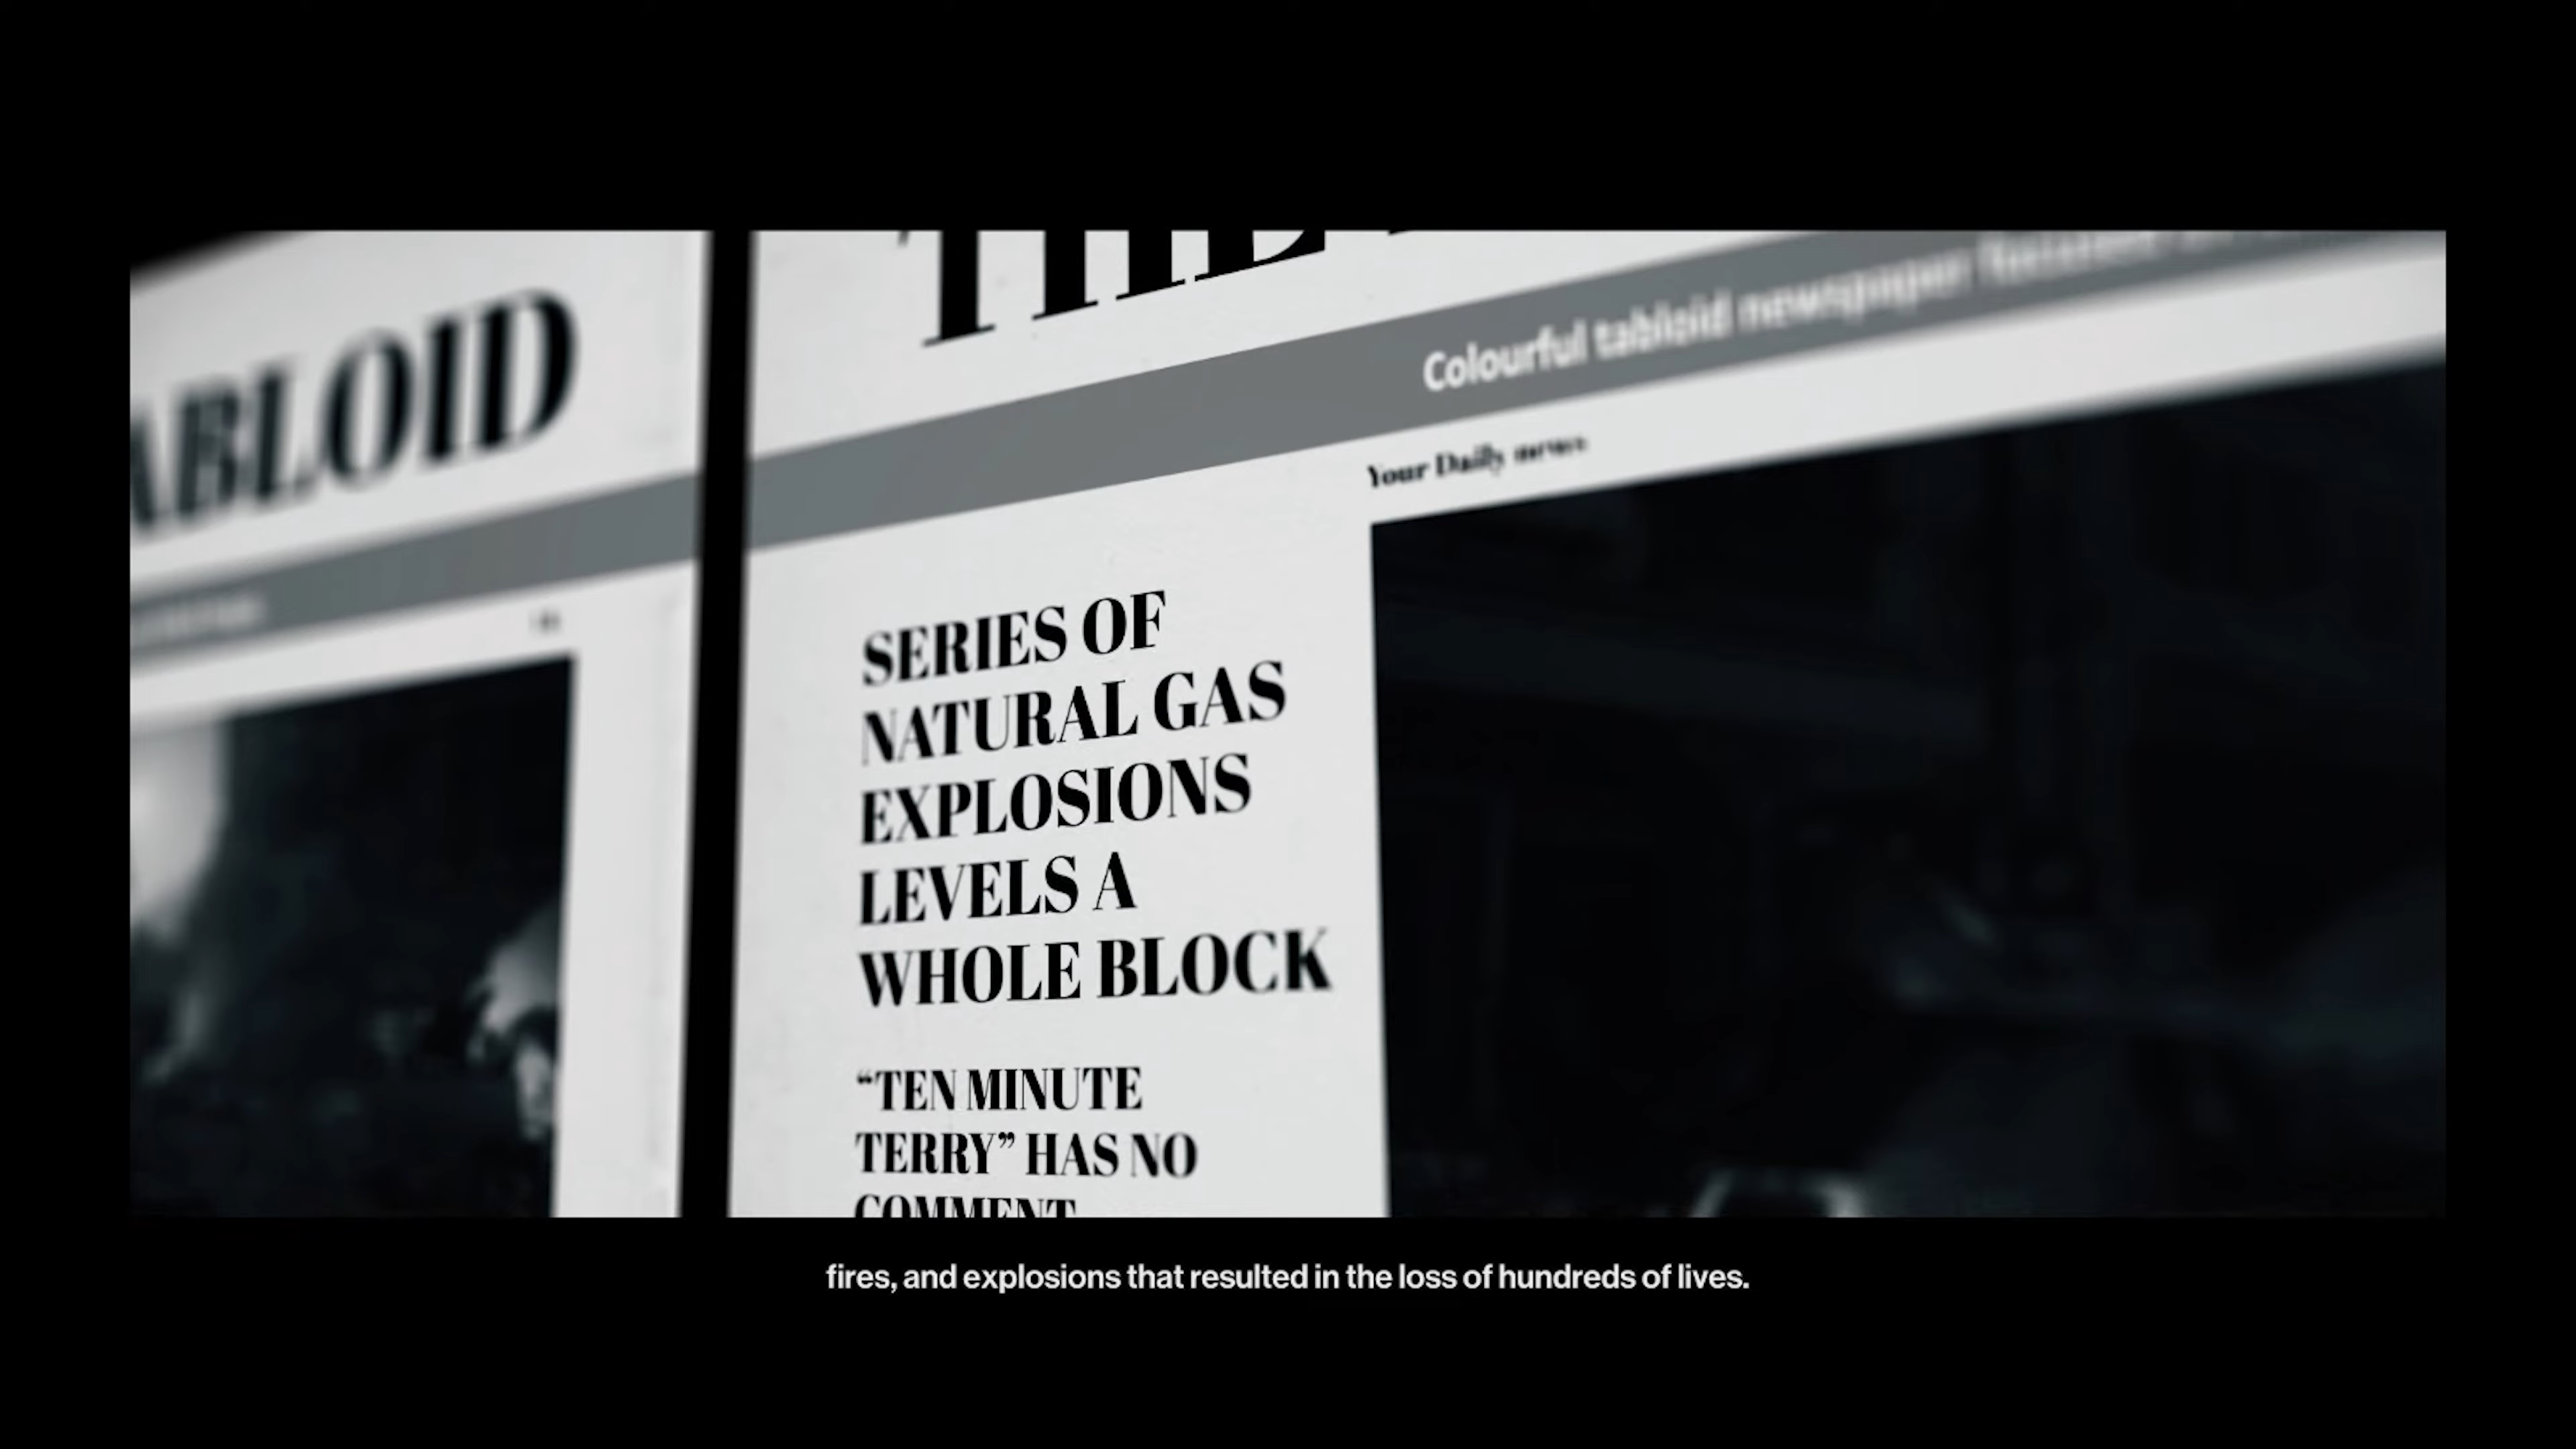 ABLOID
THE
Colourful tabloid newspaper
Your Daily news
SERIES OF
NATURAL GAS
EXPLOSIONS
LEVELS A
WHOLE BLOCK
“TEN MINUTE
TERRY” HAS NO
COMMENT
fires, and explosions that resulted in the loss of hundreds of lives.